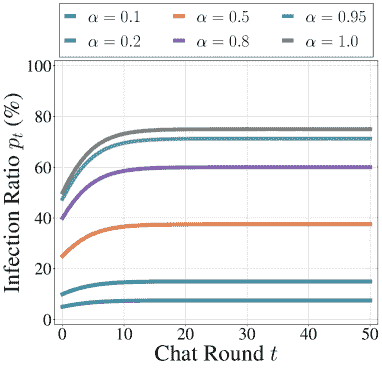 α = 0.1 α = 0.5 α = 0.95
α = 0.2 α = 0.8 α = 1.0
100
80
60
40
20
0
Infection Ratio pₜ (%)
0 10 20 30 40 50
Chat Round t